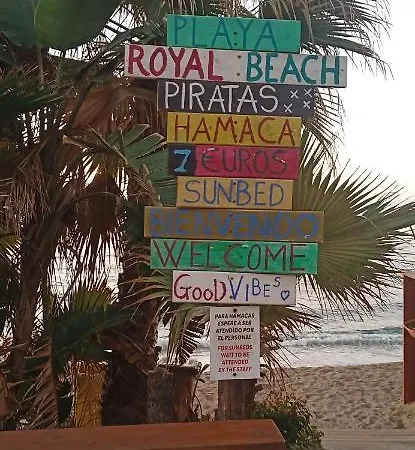 PLAYA
ROYAL BEACH
PIRATAS
HAMACA
7 EUROS
SUNBED
BIENVENIDO
WELCOME
GOOD VIBES
PARA HAMACAS
ESPERE A SER
ATENDIDO POR
EL PERSONAL
FOR SUNBEDS
WAIT TO BE
ATTENDED
BY THE STAFF